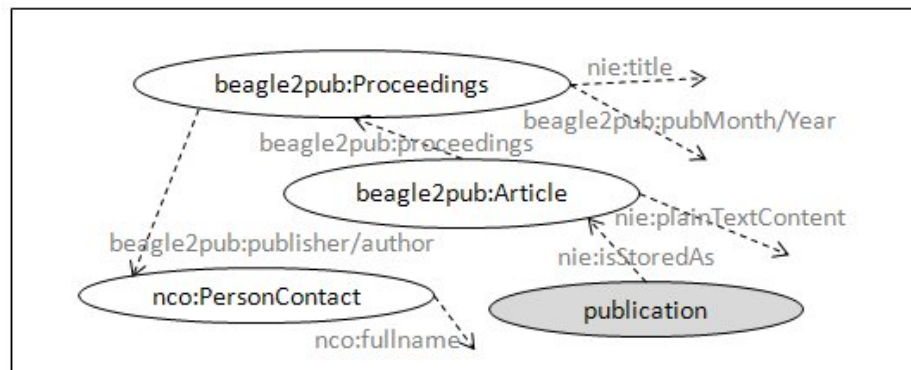 nie:title
beagle2pub:Proceedings
beagle2pub:pubMonth/Year
beagle2pub:proceedings
beagle2pub:Article
nie:plainTextContent
beagle2pub:publisher/author
nie:isStoredAs
nco:PersonContact
publication
nco:fullname